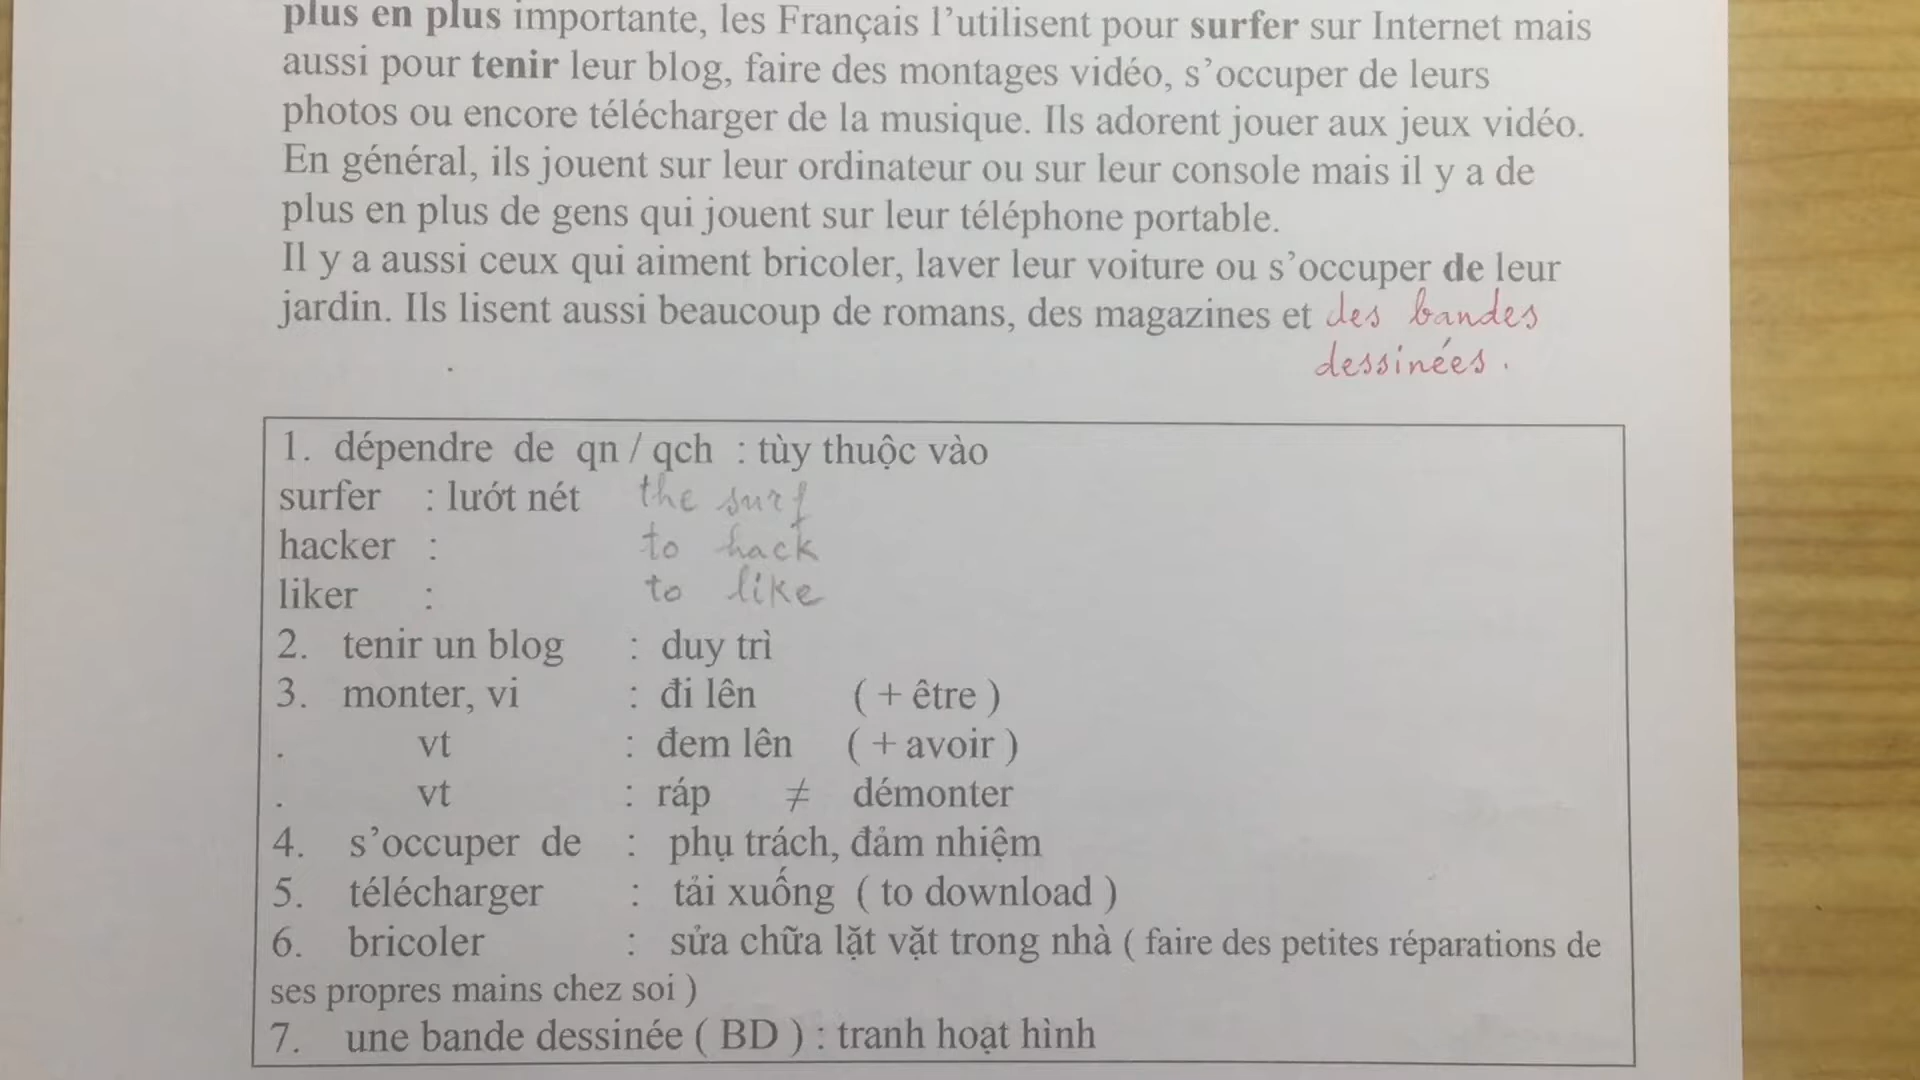 plus en plus importante, les Français l’utilisent pour surfer sur Internet mais
aussi pour tenir leur blog, faire des montages vidéo, s’occuper de leurs
photos ou encore télécharger de la musique. Ils adorent jouer aux jeux vidéo.
En général, ils jouent sur leur ordinateur ou sur leur console mais il y a de
plus en plus de gens qui jouent sur leur téléphone portable.
Il y a aussi ceux qui aiment bricoler, laver leur voiture ou s’occuper de leur
jardin. Ils lisent aussi beaucoup de romans, des magazines et des bandes
dessinées.
1. dépendre de qn / qch : tùy thuộc vào
surfer : lướt nét the surf
hacker : to hack
liker : to like
2. tenir un blog : duy trì
3. monter, vi : đi lên ( + être )
. vt : đem lên ( + avoir )
. vt : ráp ≠ démonter
4. s’occuper de : phụ trách, đảm nhiệm
5. télécharger : tải xuống ( to download )
6. bricoler : sửa chữa lặt vặt trong nhà ( faire des petites réparations de
ses propres mains chez soi )
7. une bande dessinée ( BD ) : tranh hoạt hình